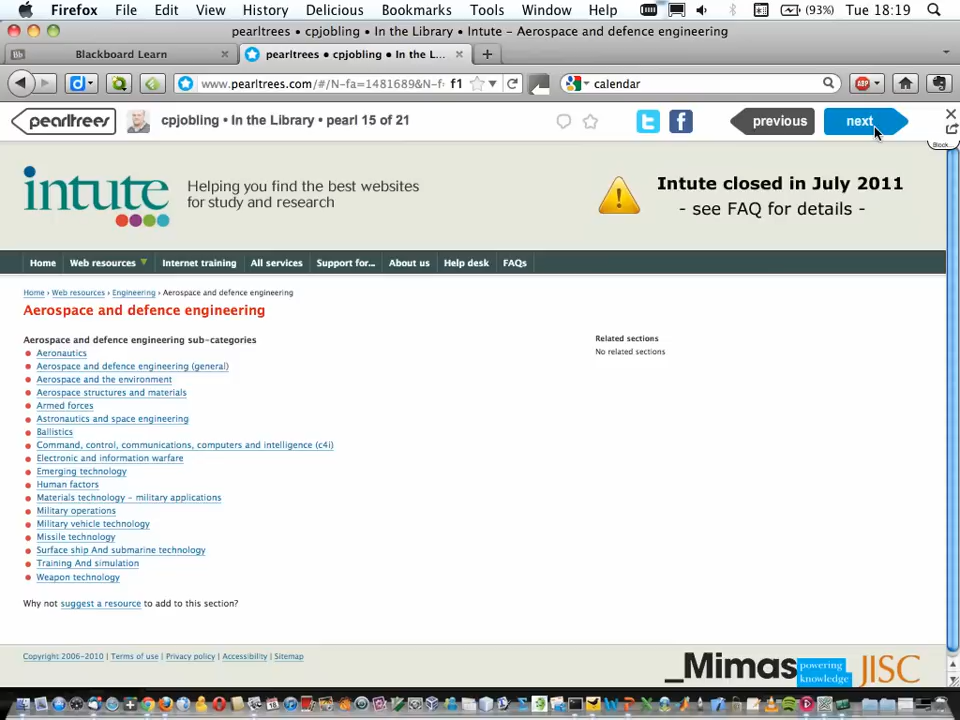 Firefox File Edit View History Delicious Bookmarks Tools Window Help (93%) Tue 18:19
pearltrees • cpjobling • In the Library • Intute – Aerospace and defence engineering
Bb Blackboard Learn × pearltrees • cpjobling • In the L... × +
www.pearltrees.com/#/N-fa=1481689&N-f: f1 calendar ABP
pearltrees cpjobling • In the Library • pearl 15 of 21 previous next
Block...
intute Helping you find the best websites
for study and research
Intute closed in July 2011
- see FAQ for details -
Home Web resources Internet training All services Support for... About us Help desk FAQs
Home › Web resources › Engineering › Aerospace and defence engineering
Aerospace and defence engineering
Aerospace and defence engineering sub-categories
Aeronautics
Aerospace and defence engineering (general)
Aerospace and the environment
Aerospace structures and materials
Armed forces
Astronautics and space engineering
Ballistics
Command, control, communications, computers and intelligence (c4i)
Electronic and information warfare
Emerging technology
Human factors
Materials technology – military applications
Military operations
Military vehicle technology
Missile technology
Surface ship And submarine technology
Training And simulation
Weapon technology
Related sections
No related sections
Why not suggest a resource to add to this section?
Copyright 2006-2010 | Terms of use | Privacy policy | Accessibility | Sitemap
_Mimas powering
knowledge
JISC